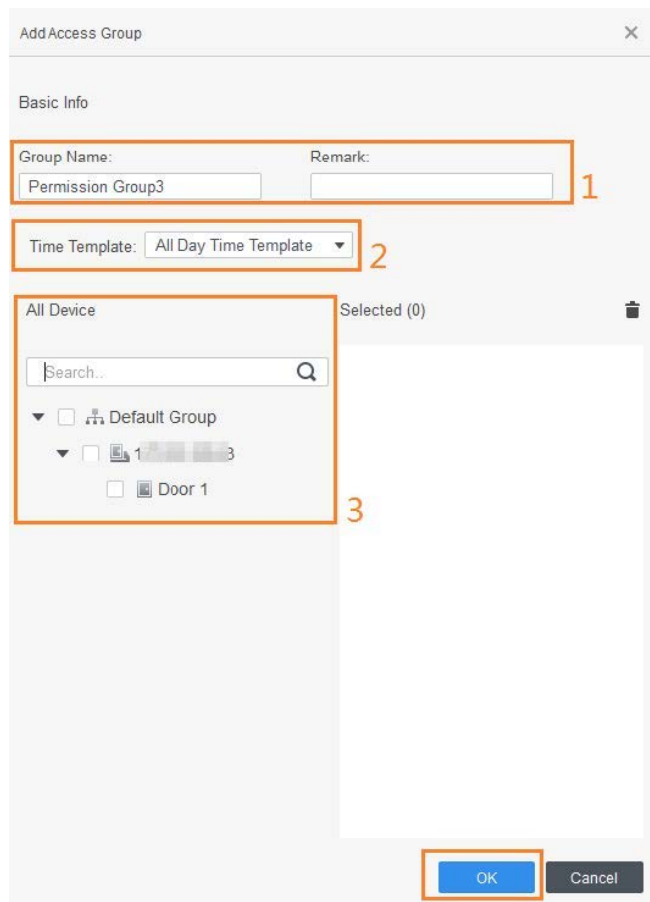 Add Access Group
Basic Info
Group Name: Remark:
Permission Group3
1
Time Template: All Day Time Template
2
All Device Selected (0)
Search..
Default Group
Door 1
3
OK Cancel